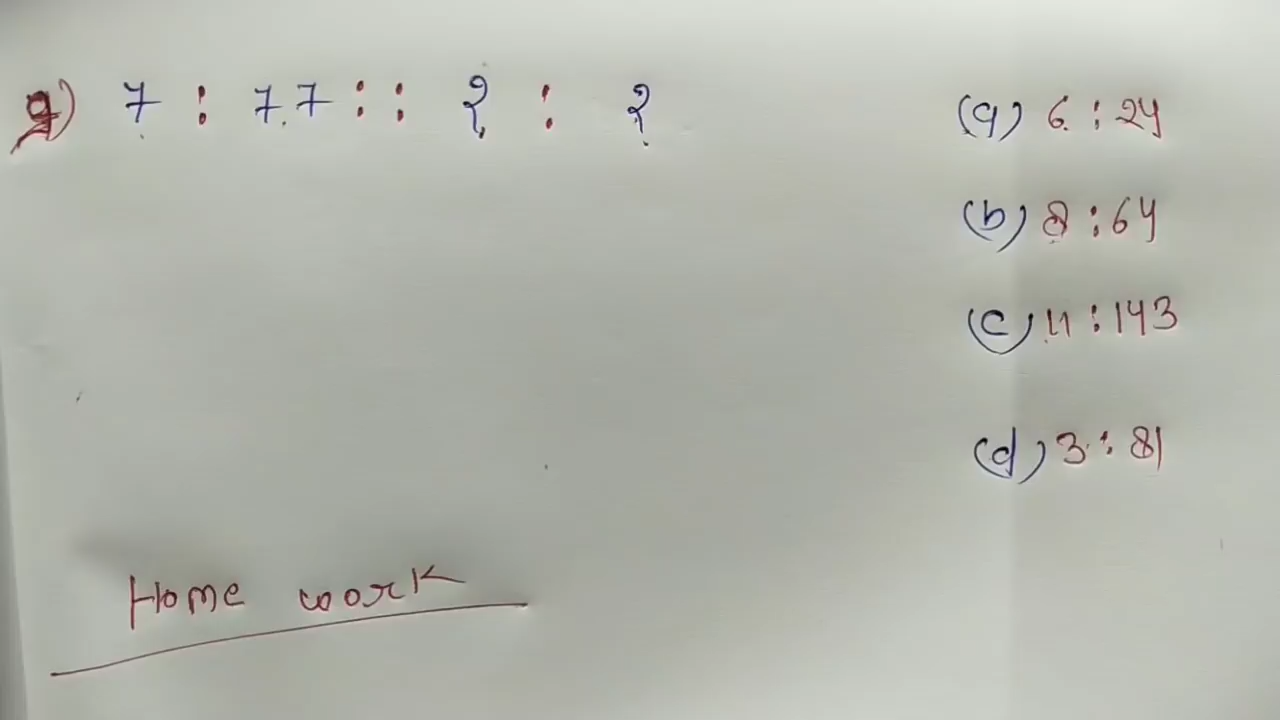 9) 7 : 77 :: ? : ?
(a) 6 : 24
(b) 8 : 64
(c) 11 : 143
(d) 3 : 81
Home work